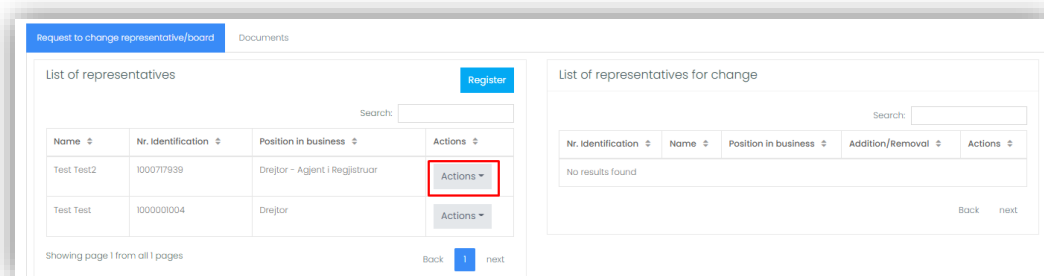 Request to change representative/board Documents
List of representatives
Register
Search:
Name Nr. Identification Position in business Actions
Test Test2 1000717939 Drejtor - Agjent i Regjistruar Actions
Test Test 1000001004 Drejtor Actions
Showing page 1 from all 1 pages
Back 1 next
List of representatives for change
Search:
Nr. Identification Name Position in business Addition/Removal Actions
No results found
Back next